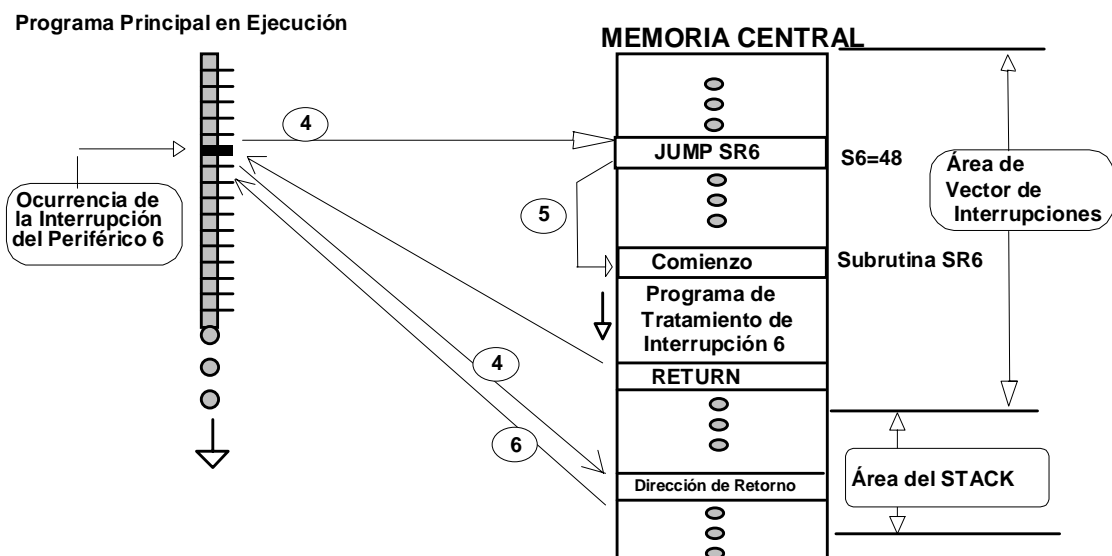 Programa Principal en Ejecución
MEMORIA CENTRAL
4
JUMP SR6
S6=48
Área de
Vector de
Interrupciones
Ocurrencia de
la Interrupción
del Periférico 6
5
Comienzo
Subrutina SR6
Programa de
Tratamiento de
Interrupción 6
4
RETURN
6
Dirección de Retorno
Área del STACK